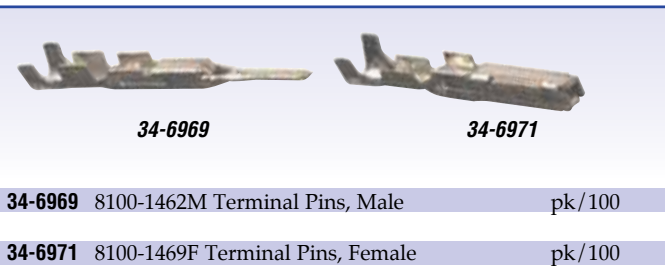 34-6969 34-6971
34-6969 8100-1462M Terminal Pins, Male pk/100
34-6971 8100-1469F Terminal Pins, Female pk/100